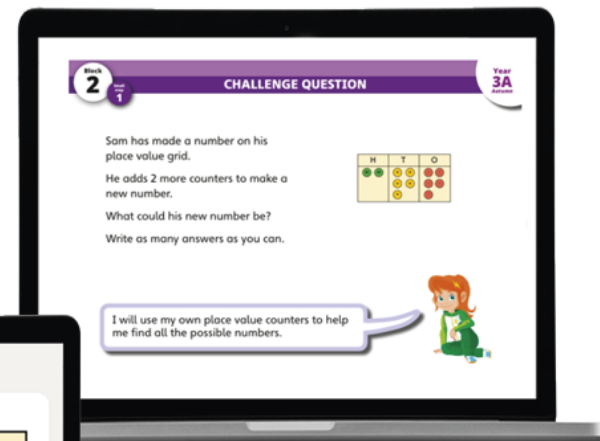 Block
2
Small
step
1
CHALLENGE QUESTION
Year
3A
Autumn
Sam has made a number on his
place value grid.
He adds 2 more counters to make a
new number.
What could his new number be?
Write as many answers as you can.
H T O
I will use my own place value counters to help
me find all the possible numbers.